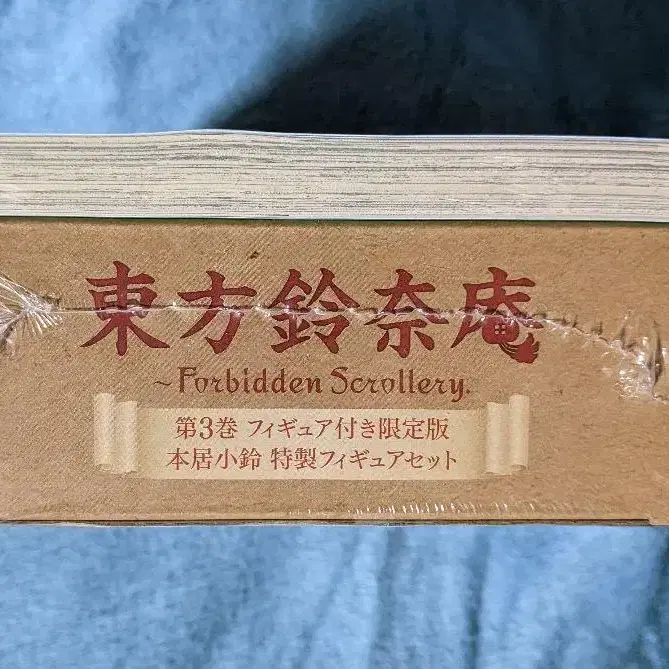 東方鈴奈庵
~Forbidden Scrollery.
第3巻 フィギュア付き限定版
本居小鈴 特製フィギュアセット